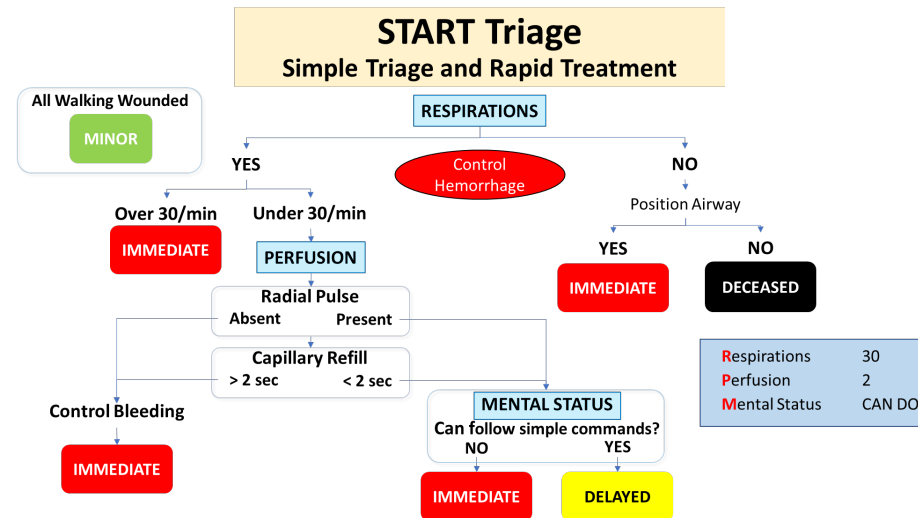 START Triage
Simple Triage and Rapid Treatment
All Walking Wounded
MINOR
RESPIRATIONS
YES
Control
Hemorrhage
NO
Over 30/min
Under 30/min
Position Airway
IMMEDIATE
PERFUSION
YES
NO
IMMEDIATE
DECEASED
Radial Pulse
Absent
Present
Capillary Refill
> 2 sec
< 2 sec
Respirations 30
Perfusion 2
Mental Status CAN DO
Control Bleeding
IMMEDIATE
MENTAL STATUS
Can follow simple commands?
NO
YES
IMMEDIATE
DELAYED